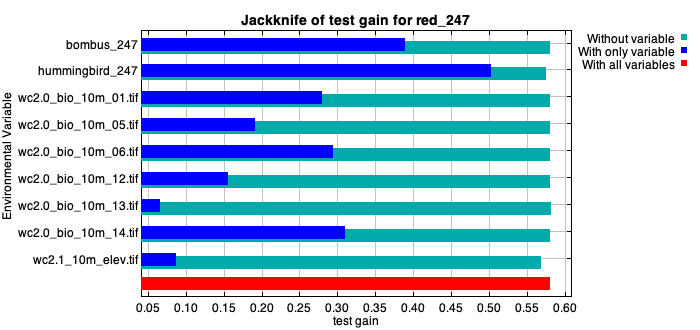 Jackknife of test gain for red_247
Without variable
With only variable
With all variables
Environmental Variable
bombus_247
hummingbird_247
wc2.0_bio_10m_01.tif
wc2.0_bio_10m_05.tif
wc2.0_bio_10m_06.tif
wc2.0_bio_10m_12.tif
wc2.0_bio_10m_13.tif
wc2.0_bio_10m_14.tif
wc2.1_10m_elev.tif
0.05 0.10 0.15 0.20 0.25 0.30 0.35 0.40 0.45 0.50 0.55 0.60
test gain